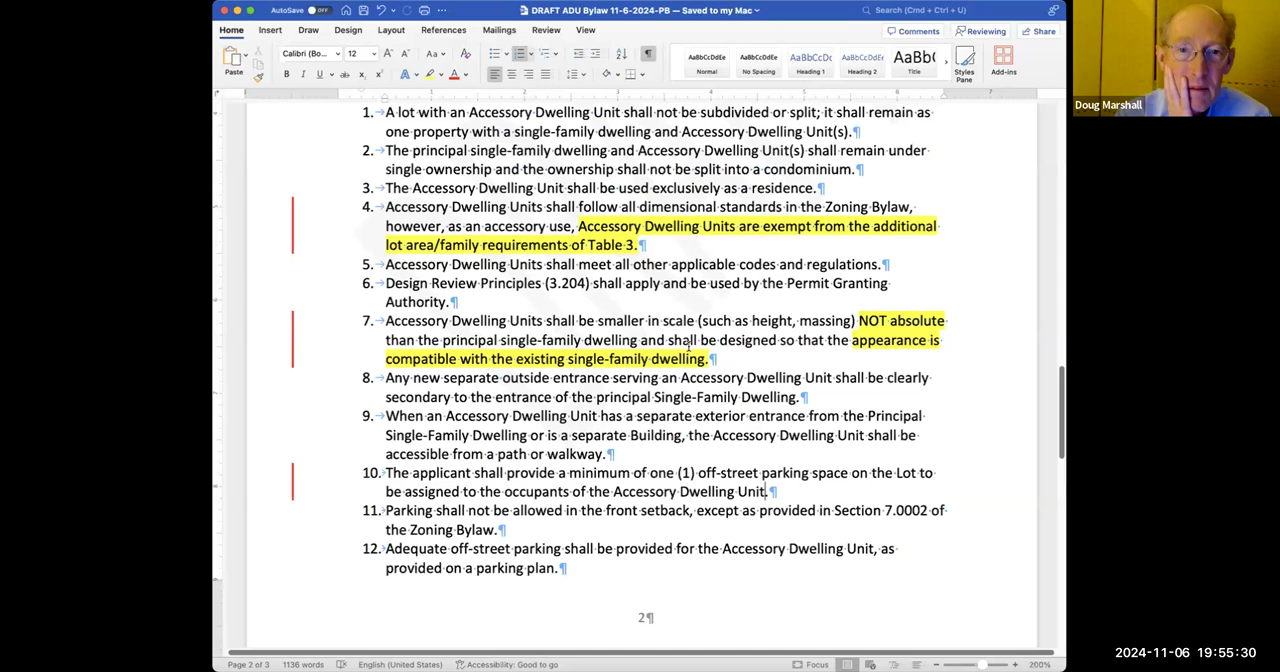 AutoSave OFF
DRAFT ADU Bylaw 11-6-2024-PB — Saved to my Mac
Search (Cmd + Ctrl + U)
Home Insert Draw Design Layout References Mailings Review View
Comments Reviewing Share
Paste
Calibri (Bo... 12
AaBbCcDdEe AaBbCcDdEe AaBbCcDc AaBbCcDdEe AaBbC
Normal No Spacing Heading 1 Heading 2 Title
Styles Pane
Add-ins
1. A lot with an Accessory Dwelling Unit shall not be subdivided or split; it shall remain as
one property with a single-family dwelling and Accessory Dwelling Unit(s).¶
2. The principal single-family dwelling and Accessory Dwelling Unit(s) shall remain under
single ownership and the ownership shall not be split into a condominium.¶
3. The Accessory Dwelling Unit shall be used exclusively as a residence.¶
4. Accessory Dwelling Units shall follow all dimensional standards in the Zoning Bylaw,
however, as an accessory use, Accessory Dwelling Units are exempt from the additional
lot area/family requirements of Table 3.¶
5. Accessory Dwelling Units shall meet all other applicable codes and regulations.¶
6. Design Review Principles (3.204) shall apply and be used by the Permit Granting
Authority.¶
7. Accessory Dwelling Units shall be smaller in scale (such as height, massing) NOT absolute
than the principal single-family dwelling and shall be designed so that the appearance is
compatible with the existing single-family dwelling.¶
8. Any new separate outside entrance serving an Accessory Dwelling Unit shall be clearly
secondary to the entrance of the principal Single-Family Dwelling.¶
9. When an Accessory Dwelling Unit has a separate exterior entrance from the Principal
Single-Family Dwelling or is a separate Building, the Accessory Dwelling Unit shall be
accessible from a path or walkway.¶
10. The applicant shall provide a minimum of one (1) off-street parking space on the Lot to
be assigned to the occupants of the Accessory Dwelling Unit.¶
11. Parking shall not be allowed in the front setback, except as provided in Section 7.0002 of
the Zoning Bylaw.¶
12. Adequate off-street parking shall be provided for the Accessory Dwelling Unit, as
provided on a parking plan.¶
2¶
Page 2 of 3 1136 words English (United States) Accessibility: Good to go
Focus 200%
Doug Marshall
2024-11-06 19:55:30